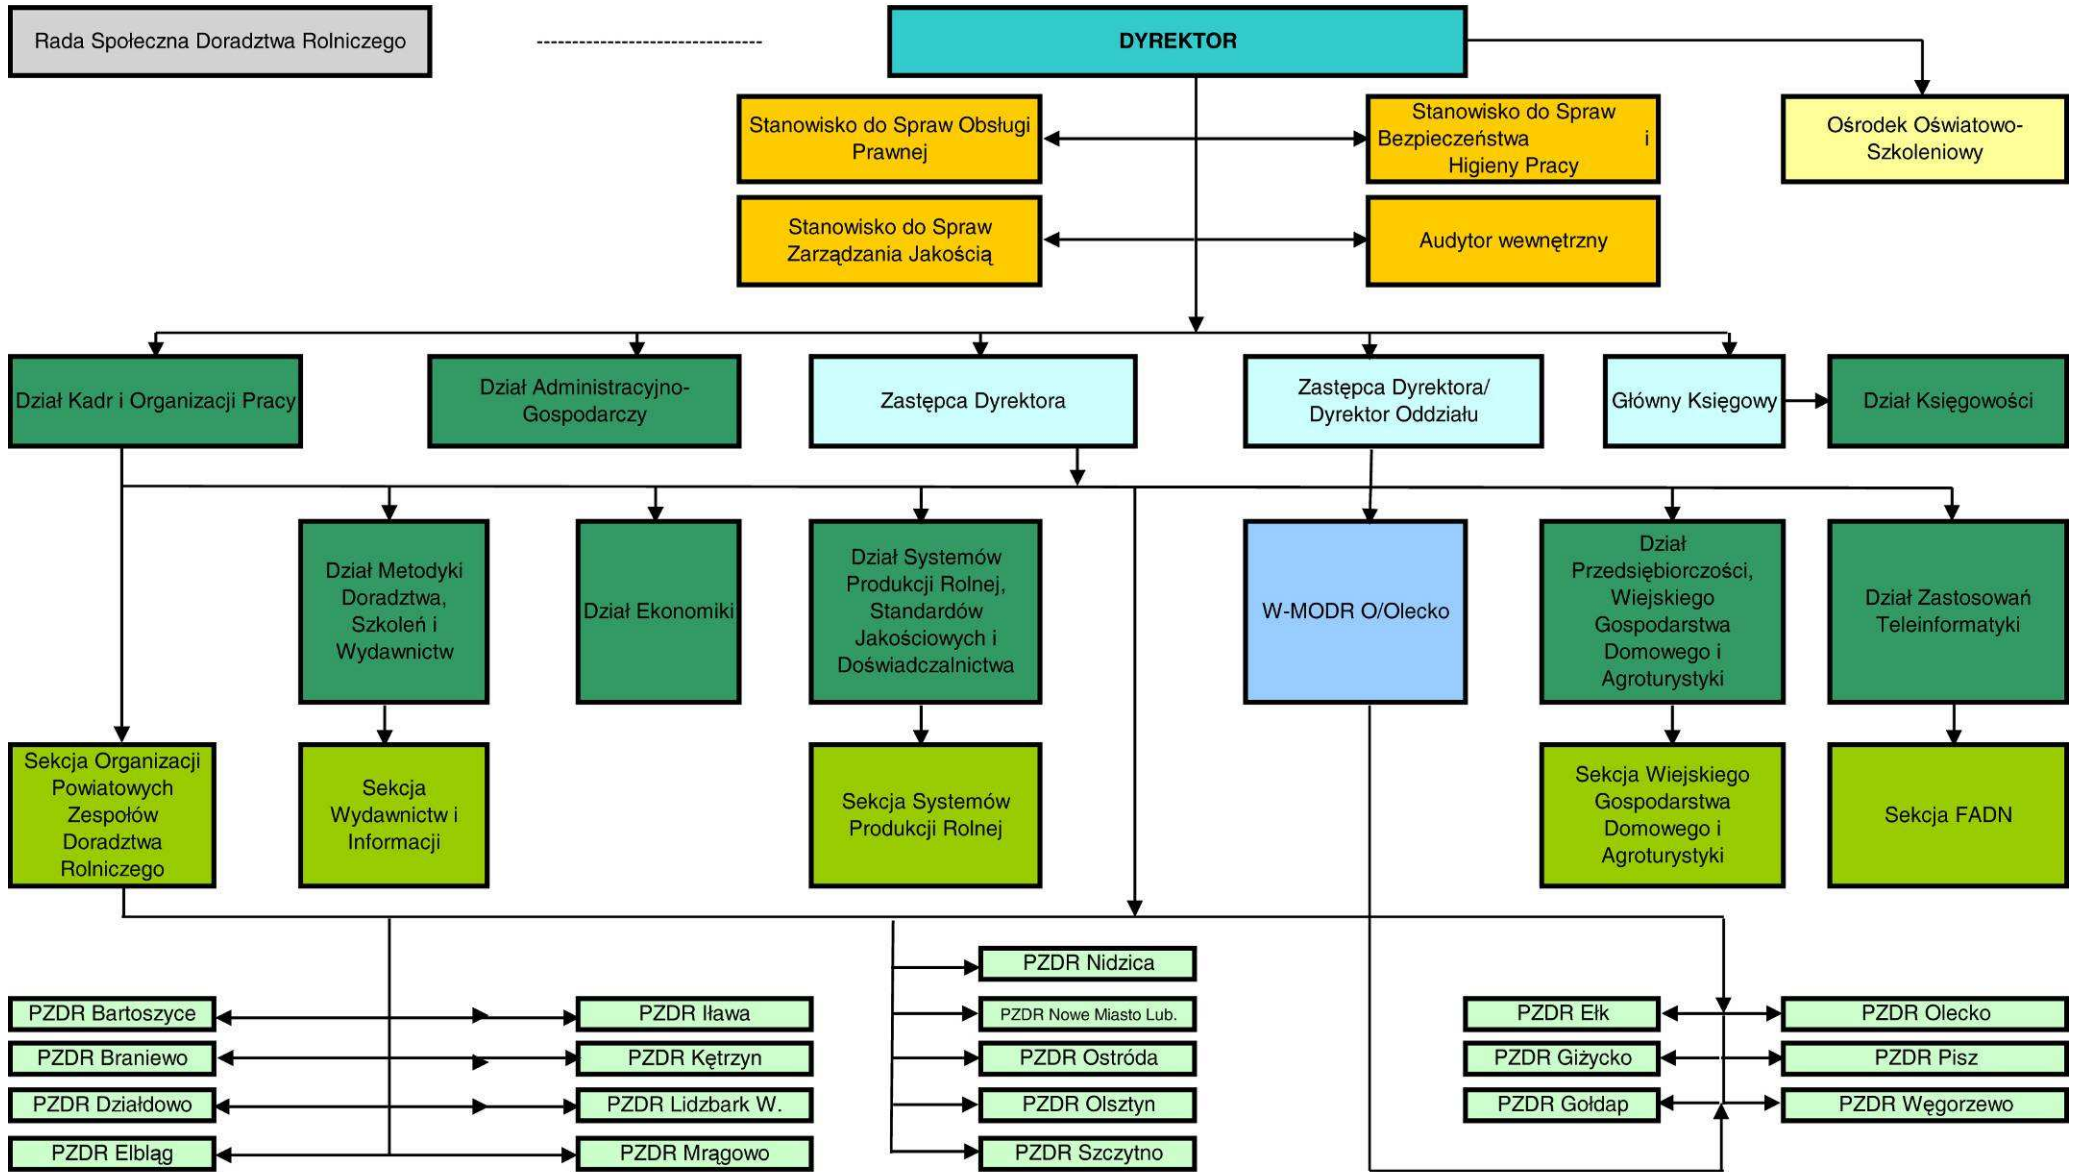 Rada Społeczna Doradztwa Rolniczego
DYREKTOR
Stanowisko do Spraw Obsługi
Prawnej
Stanowisko do Spraw
Bezpieczeństwa i
Higieny Pracy
Ośrodek Oświatowo-
Szkoleniowy
Stanowisko do Spraw
Zarządzania Jakością
Audytor wewnętrzny
Dział Kadr i Organizacji Pracy
Dział Administracyjno-
Gospodarczy
Zastępca Dyrektora
Zastępca Dyrektora/
Dyrektor Oddziału
Główny Księgowy
Dział Księgowości
Dział Metodyki
Doradztwa,
Szkoleń i
Wydawnictw
Dział Ekonomiki
Dział Systemów
Produkcji Rolnej,
Standardów
Jakościowych i
Doświadczalnictwa
W-MODR O/Olecko
Dział
Przedsiębiorczości,
Wiejskiego
Gospodarstwa
Domowego i
Agroturystyki
Dział Zastosowań
Teleinformatyki
Sekcja Organizacji
Powiatowych
Zespołów
Doradztwa
Rolniczego
Sekcja
Wydawnictw i
Informacji
Sekcja Systemów
Produkcji Rolnej
Sekcja Wiejskiego
Gospodarstwa
Domowego i
Agroturystyki
Sekcja FADN
PZDR Bartoszyce
PZDR Braniewo
PZDR Działdowo
PZDR Elbląg
PZDR Iława
PZDR Kętrzyn
PZDR Lidzbark W.
PZDR Mrągowo
PZDR Nidzica
PZDR Nowe Miasto Lub.
PZDR Ostróda
PZDR Olsztyn
PZDR Szczytno
PZDR Ełk
PZDR Giżycko
PZDR Gołdap
PZDR Olecko
PZDR Pisz
PZDR Węgorzewo